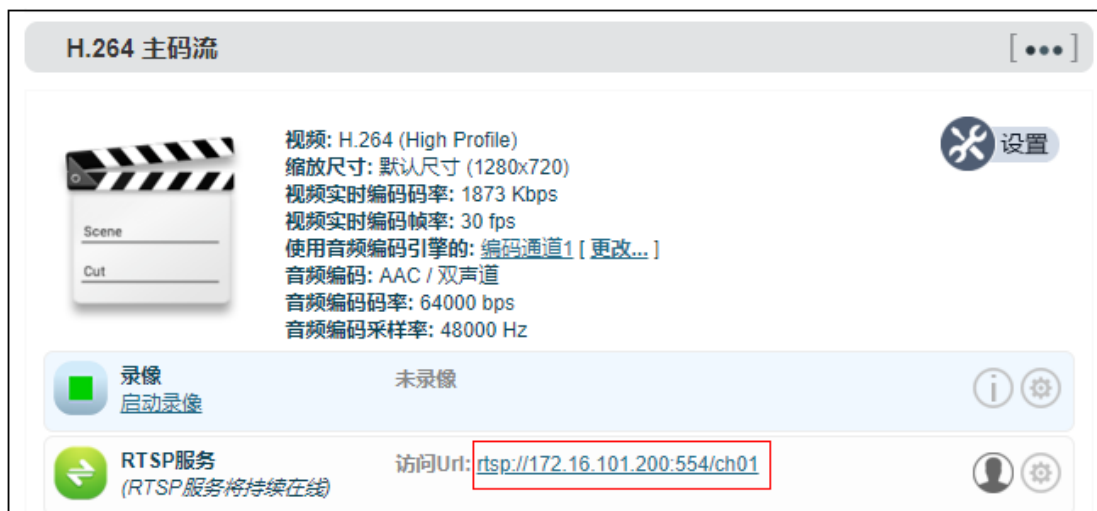 H.264 主码流
[●●●]
视频: H.264 (High Profile)
设置
缩放尺寸: 默认尺寸 (1280x720)
视频实时编码码率: 1873 Kbps
视频实时编码帧率: 30 fps
使用音频编码引擎的: 编码通道1 [ 更改... ]
音频编码: AAC / 双声道
音频编码码率: 64000 bps
音频编码采样率: 48000 Hz
Scene
Cut
录像
未录像
启动录像
RTSP服务
访问Url: rtsp://172.16.101.200:554/ch01
(RTSP服务将持续在线)